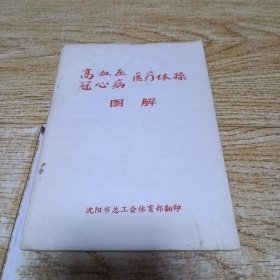 高血压
冠心病 医疗体操
图解
沈阳市总工会体育部翻印